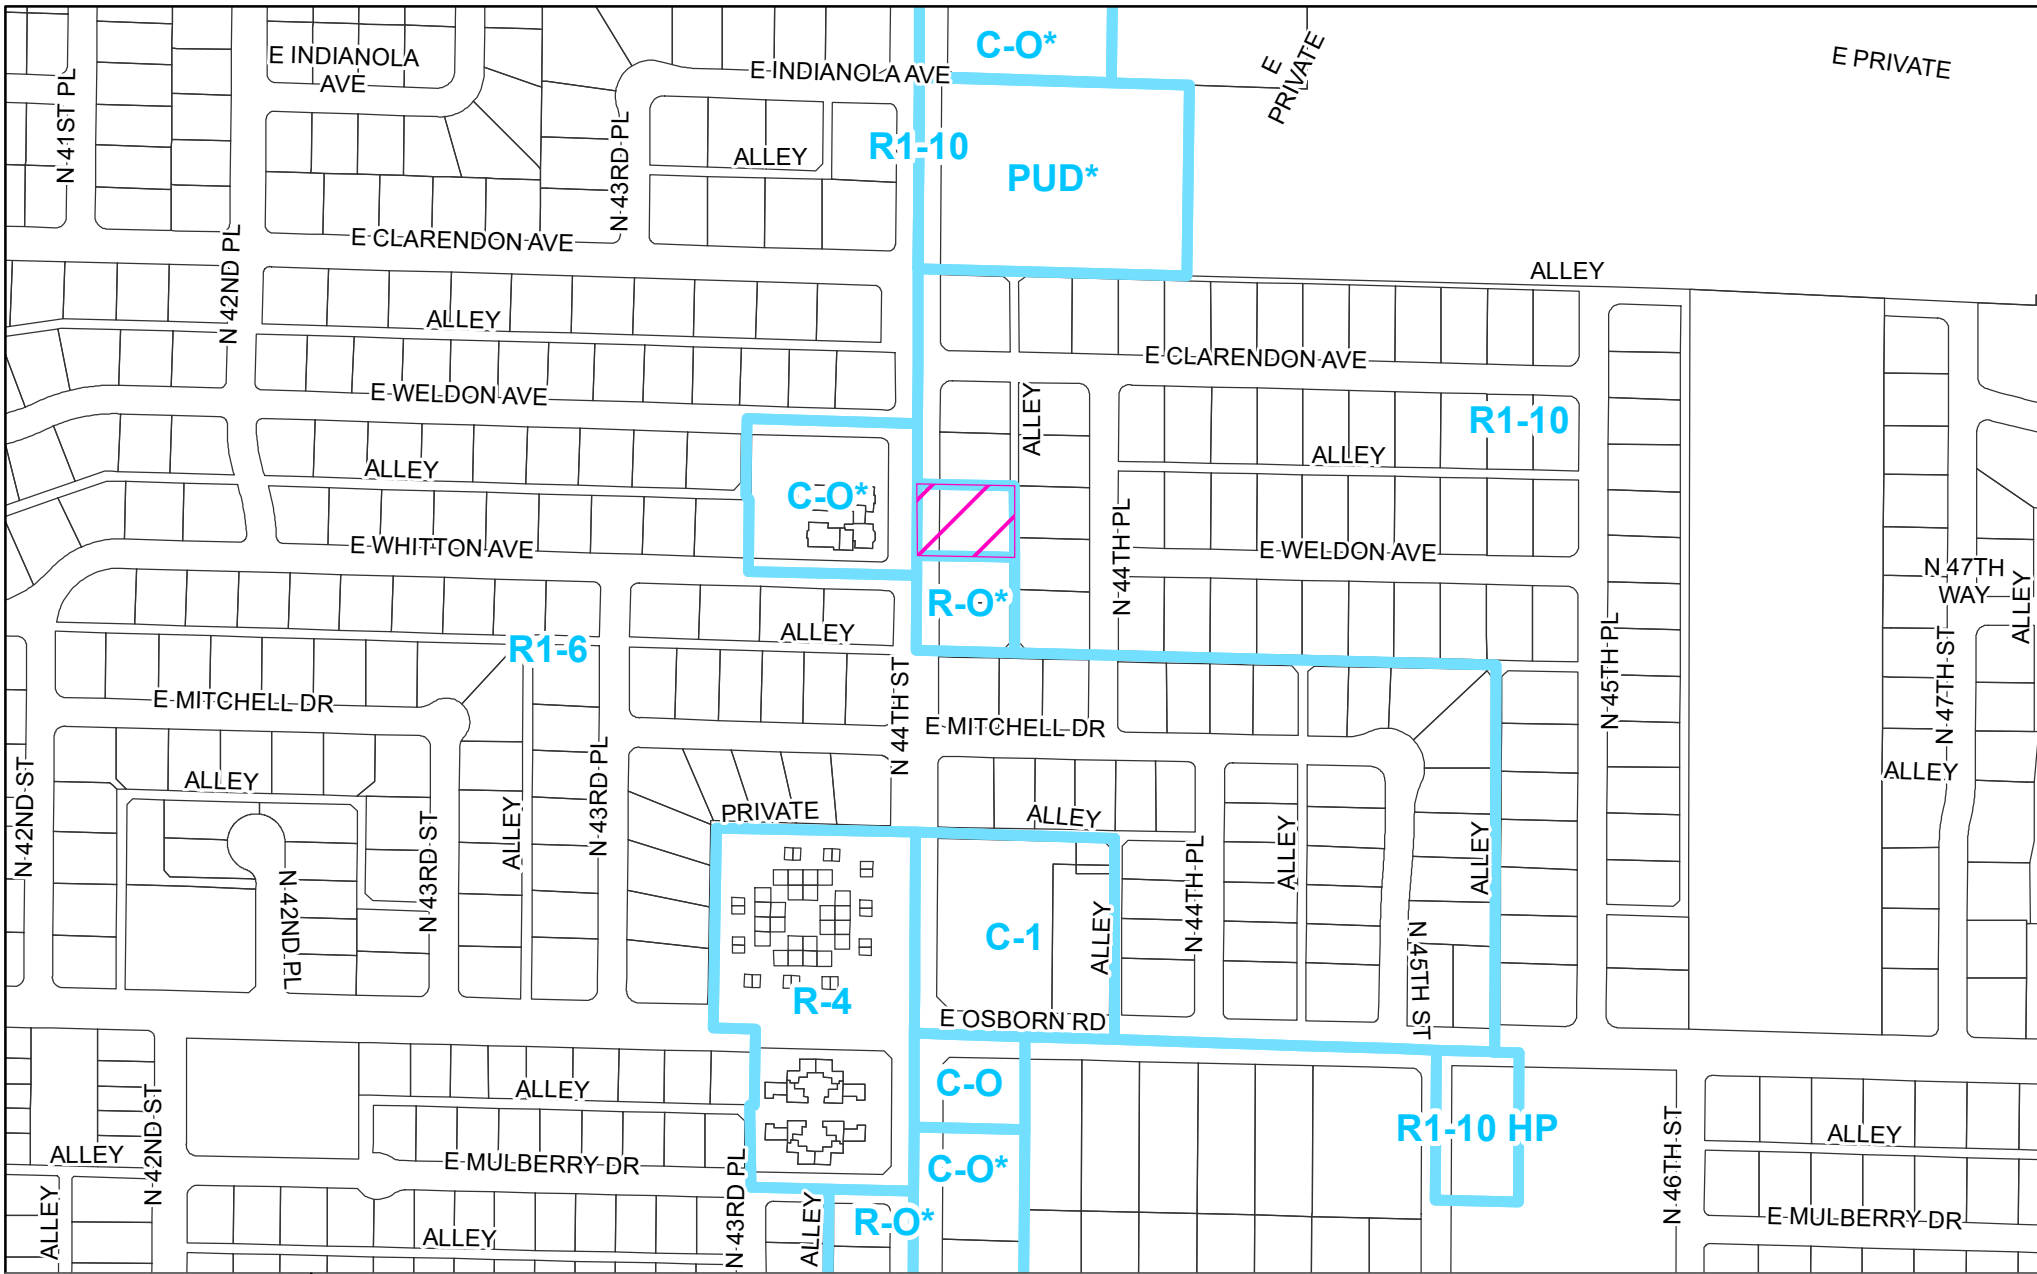 C-O*
E INDIANOLA
AVE
E INDIANOLA AVE
E
PRIVATE
E PRIVATE
N 41ST PL
N 43RD PL
R1-10
ALLEY
PUD*
E CLARENDON AVE
N 42ND PL
ALLEY
ALLEY
E CLARENDON AVE
E WELDON AVE
ALLEY
R1-10
ALLEY
ALLEY
C-O*
N 44TH PL
E WHITTON AVE
E WELDON AVE
N 47TH
WAY
ALLEY
R-O*
ALLEY
R1-6
N 45TH PL
N 47TH ST
E MITCHELL DR
N 44TH ST
E MITCHELL DR
ALLEY
ALLEY
N 42ND ST
N 43RD PL
PRIVATE
ALLEY
N 43RD ST
ALLEY
N 44TH PL
ALLEY
ALLEY
N 42ND PL
C-1
ALLEY
N 45TH ST
R-4
E OSBORN RD
ALLEY
C-O
N 42ND ST
R1-10 HP
N 46TH ST
ALLEY
ALLEY
E MULBERRY DR
C-O*
N 43RD PL
ALLEY
ALLEY
ALLEY
R-O*
E MULBERRY DR